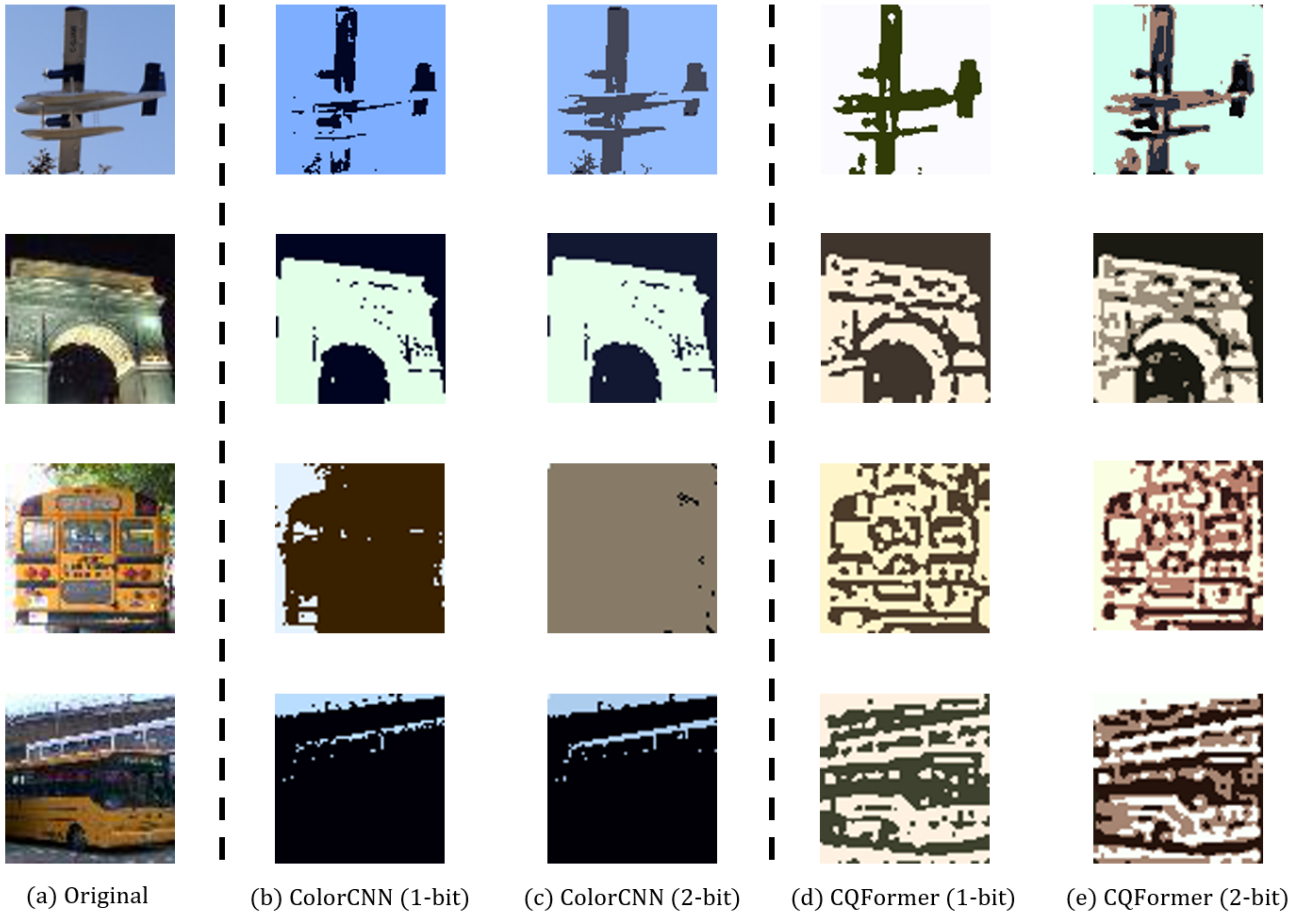 (a) Original
(b) ColorCNN (1-bit)
(c) ColorCNN (2-bit)
(d) CQFormer (1-bit)
(e) CQFormer (2-bit)